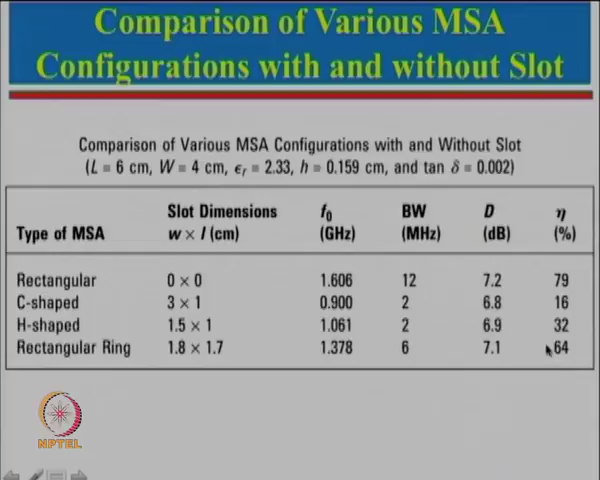 Comparison of Various MSA
Configurations with and without Slot
Comparison of Various MSA Configurations with and Without Slot
(L = 6 cm, W = 4 cm, ϵr = 2.33, h = 0.159 cm, and tan δ = 0.002)
Slot Dimensions f0 BW D η
Type of MSA w × l (cm) (GHz) (MHz) (dB) (%)
Rectangular 0 × 0 1.606 12 7.2 79
C-shaped 3 × 1 0.900 2 6.8 16
H-shaped 1.5 × 1 1.061 2 6.9 32
Rectangular Ring 1.8 × 1.7 1.378 6 7.1 64
NPTEL